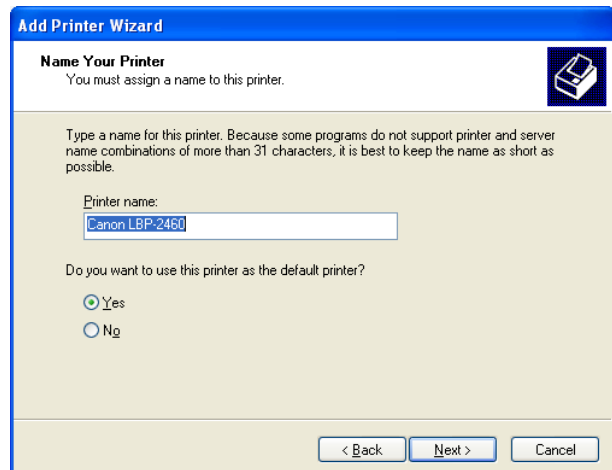 Add Printer Wizard
Name Your Printer
You must assign a name to this printer.
Type a name for this printer. Because some programs do not support printer and server
name combinations of more than 31 characters, it is best to keep the name as short as
possible.
Printer name:
Canon LBP-2460
Do you want to use this printer as the default printer?
Yes
No
< Back Next > Cancel